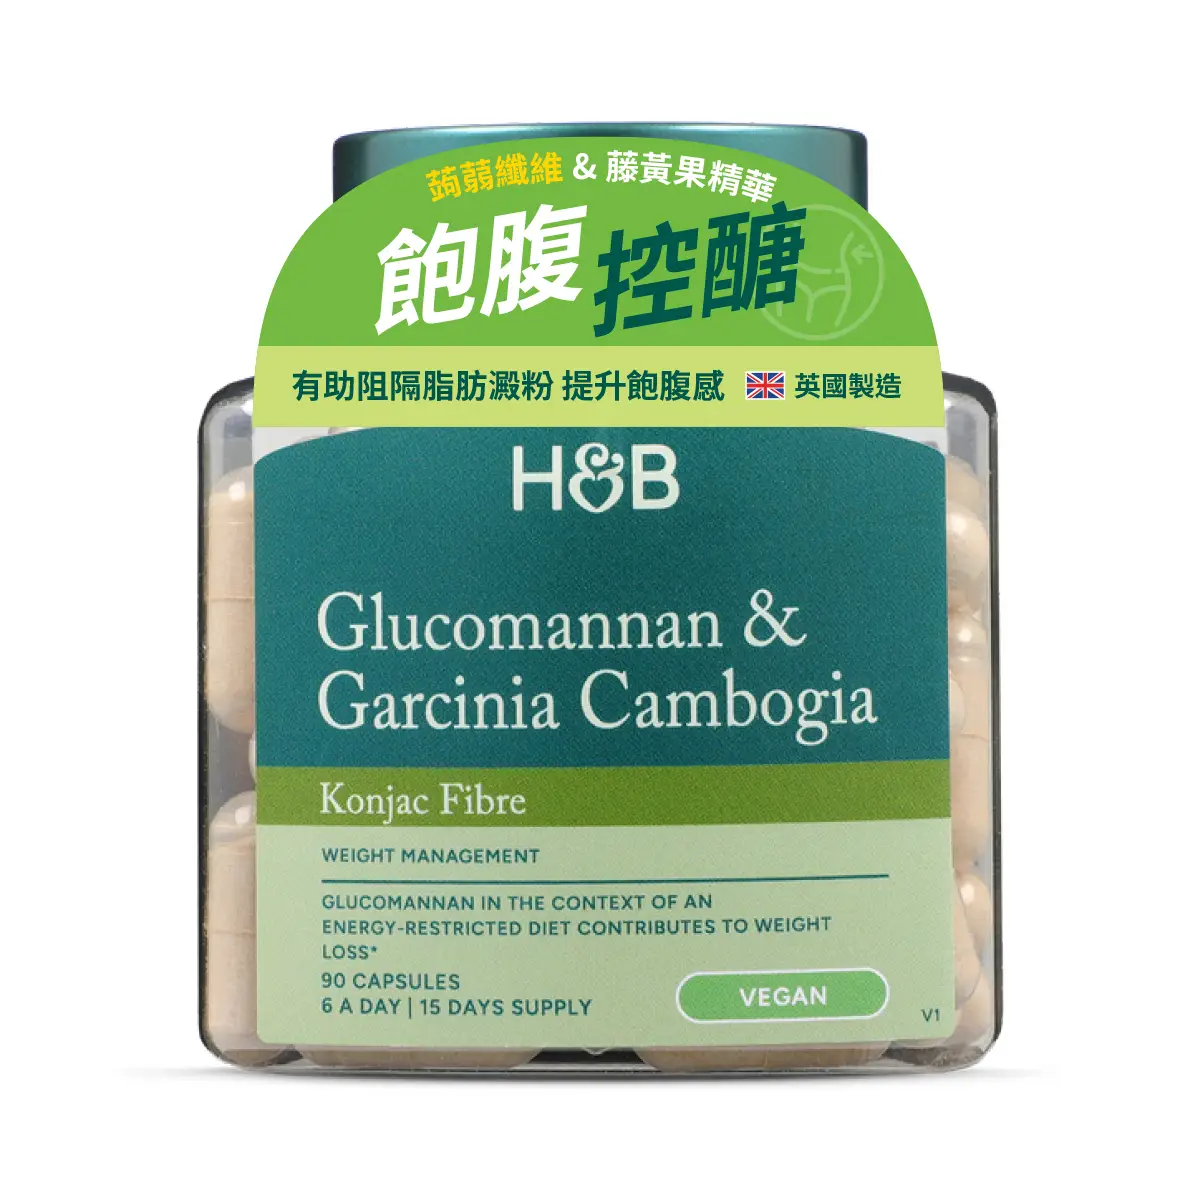 蒟蒻纖維 & 藤黃果精華
飽腹控醣
有助阻隔脂肪澱粉 提升飽腹感 英國製造
H&B
Glucomannan &
Garcinia Cambogia
Konjac Fibre
WEIGHT MANAGEMENT
GLUCOMANNAN IN THE CONTEXT OF AN
ENERGY-RESTRICTED DIET CONTRIBUTES TO WEIGHT
LOSS*
90 CAPSULES
6 A DAY | 15 DAYS SUPPLY
VEGAN
V1